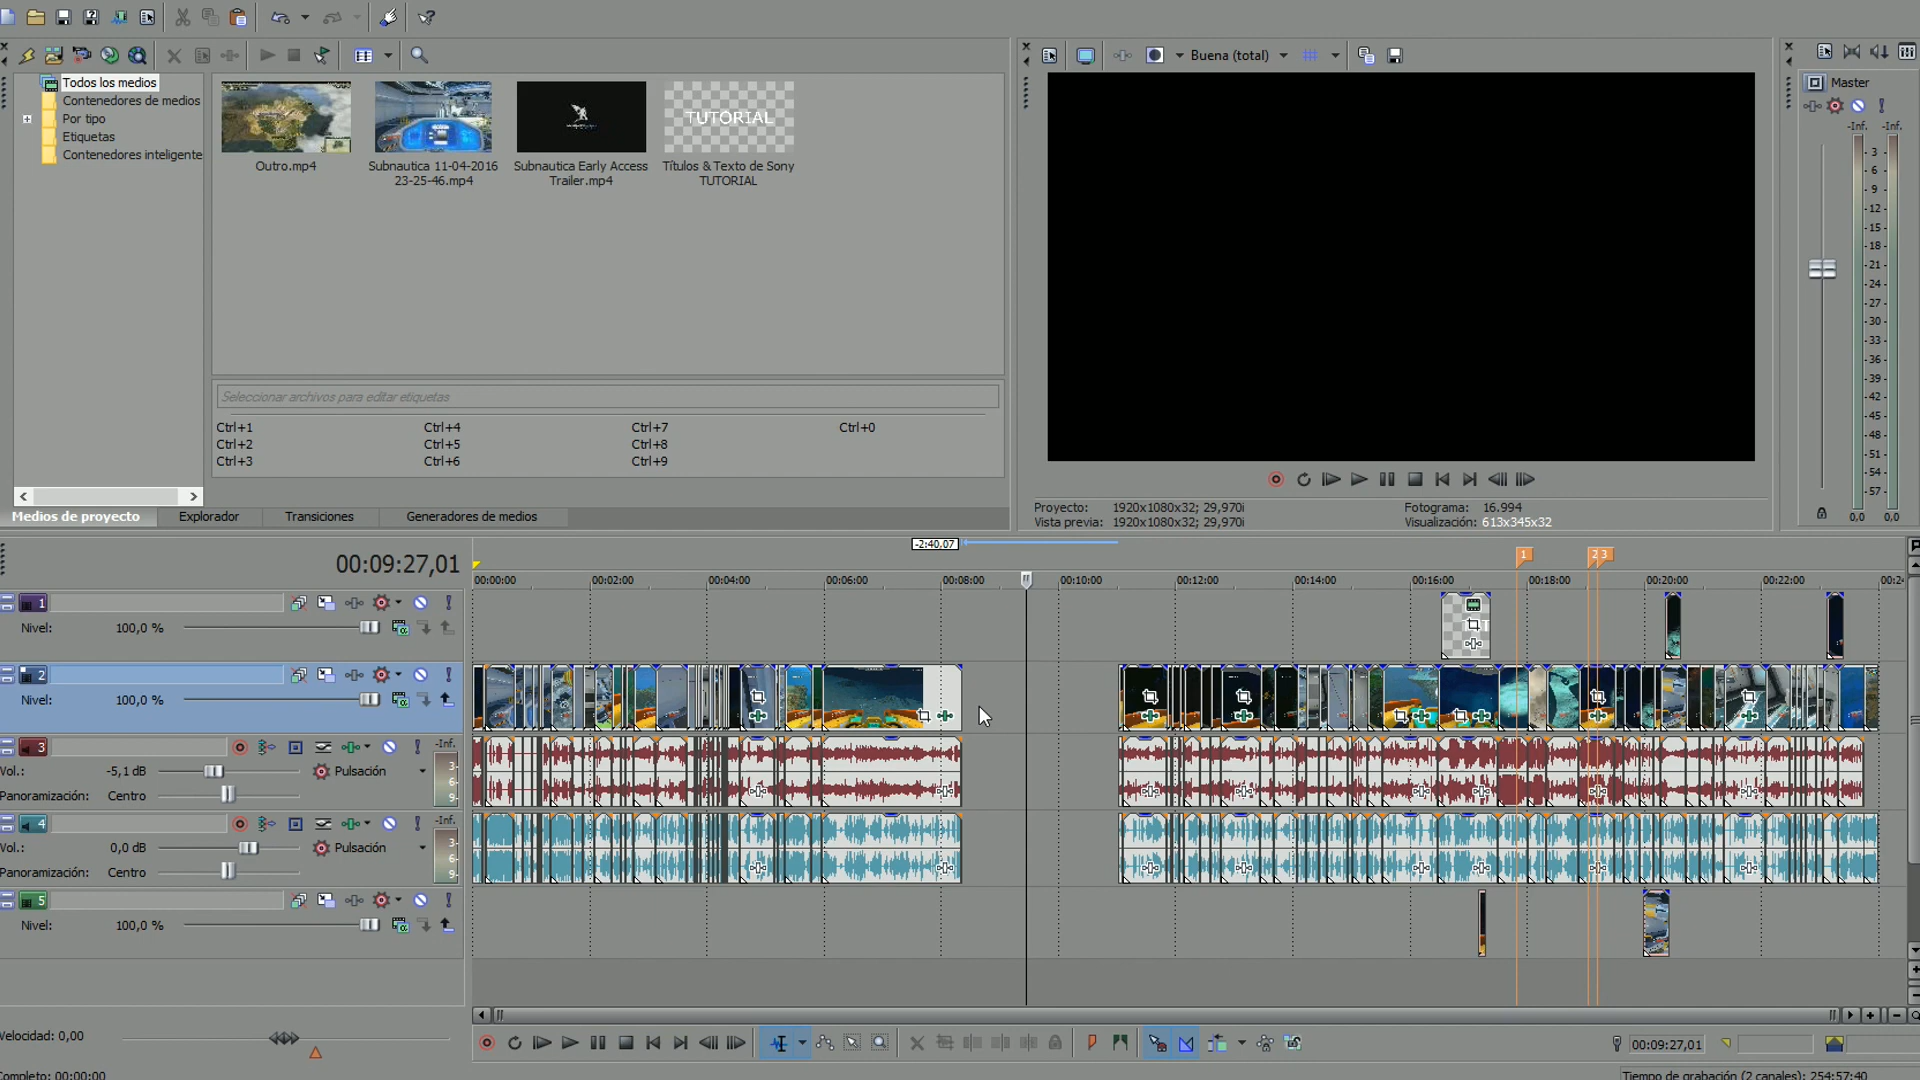 Buena (total)
Todos los medios
Contenedores de medios
Por tipo
Etiquetas
Contenedores inteligente
TUTORIAL
Outro.mp4
Subnautica 11-04-2016
23-25-46.mp4
Subnautica Early Access
Trailer.mp4
Títulos & Texto de Sony
TUTORIAL
Seleccionar archivos para editar etiquetas
Ctrl+1
Ctrl+4
Ctrl+7
Ctrl+0
Ctrl+2
Ctrl+5
Ctrl+8
Ctrl+3
Ctrl+6
Ctrl+9
Medios de proyecto
Explorador
Transiciones
Generadores de medios
Proyecto: 1920x1080x32; 29,970i
Fotograma: 16.994
Vista previa: 1920x1080x32; 29,970i
Visualización: 613x345x32
Master
-Inf. -Inf.
3
6
9
-12-
-15-
-18-
-21-
-24-
-27-
-30-
-33-
-36-
-39-
-42-
-45-
-48-
-51-
-54-
-57-
0,0 0,0
00:09:27,01
-2:40.07
1
2
3
00:00:00
00:02:00
00:04:00
00:06:00
00:08:00
00:10:00
00:12:00
00:14:00
00:16:00
00:18:00
00:20:00
00:22:00
00:24
1
Nivel: 100,0 %
2
Nivel: 100,0 %
3
-Inf.
Vol.: -5,1 dB
Pulsación
Panoramización: Centro
3
6
9
4
-Inf.
Vol.: 0,0 dB
Pulsación
Panoramización: Centro
3
6
9
5
Nivel: 100,0 %
Velocidad: 0,00
00:09:27,01
Completo: 00:00:00
Tiempo de grabación (2 canales): 254:57:40